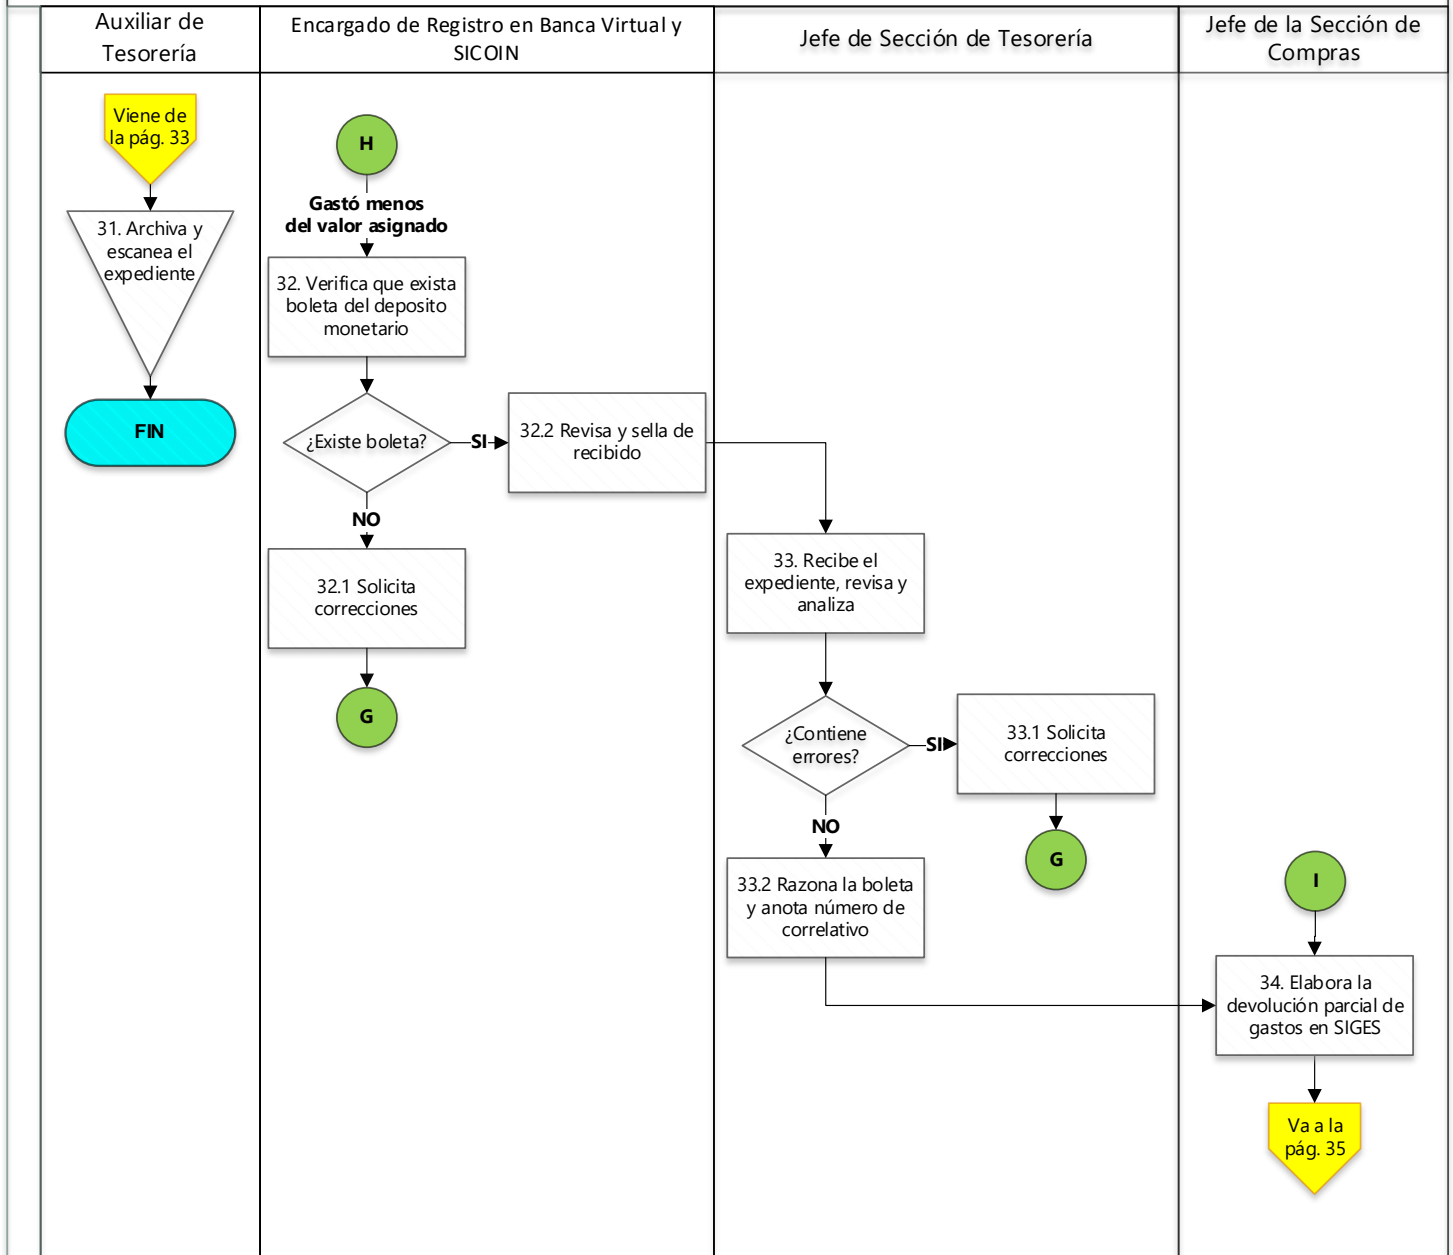 Auxiliar de
Tesorería
Encargado de Registro en Banca Virtual y
SICOIN
Jefe de Sección de Tesorería
Jefe de la Sección de
Compras
Viene de
la pág. 33
31. Archiva y
escanea el
expediente
FIN
H
Gastó menos
del valor asignado
32. Verifica que exista
boleta del deposito
monetario
¿Existe boleta?
SI
32.2 Revisa y sella de
recibido
NO
32.1 Solicita
correcciones
G
33. Recibe el
expediente, revisa y
analiza
¿Contiene
errores?
SI
33.1 Solicita
correcciones
G
NO
33.2 Razona la boleta
y anota número de
correlativo
I
34. Elabora la
devolución parcial de
gastos en SIGES
Va a la
pág. 35